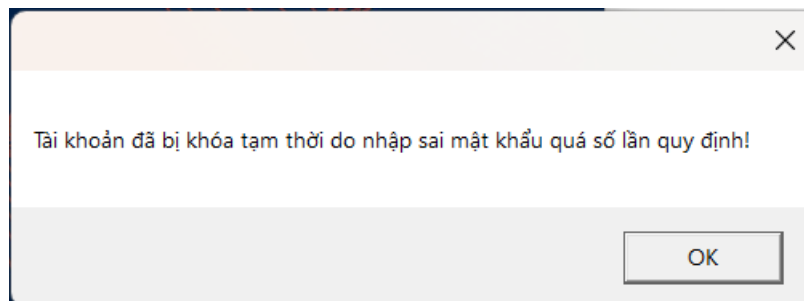 Tài khoản đã bị khóa tạm thời do nhập sai mật khẩu quá số lần quy định!
OK